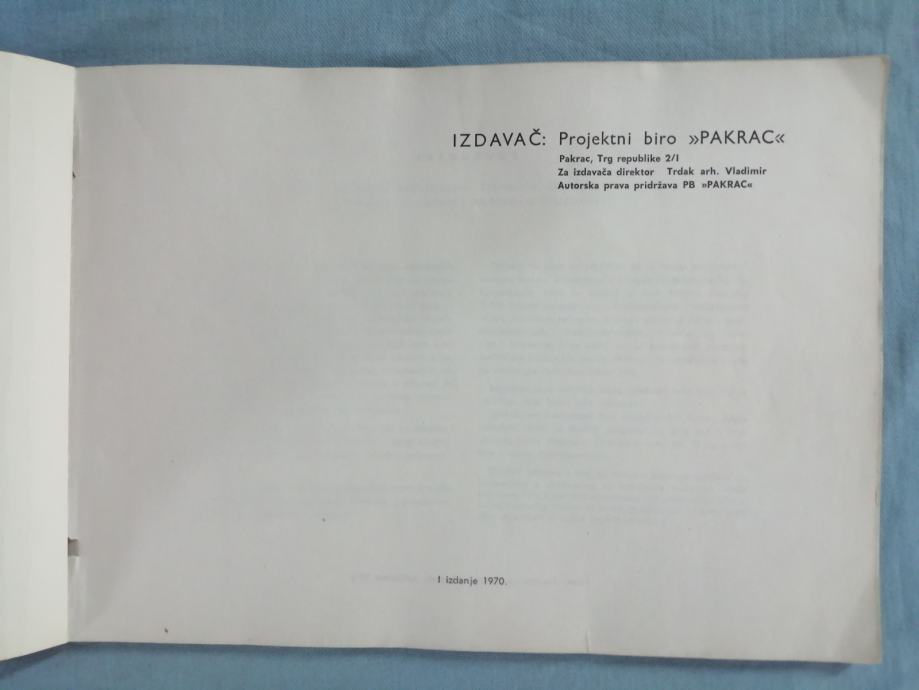 IZDAVAČ: Projektni biro »PAKRAC«
Pakrac, Trg republike 2/I
Za izdavača direktor Trdak arh. Vladimir
Autorska prava pridržava PB »PAKRAC«
I izdanje 1970.